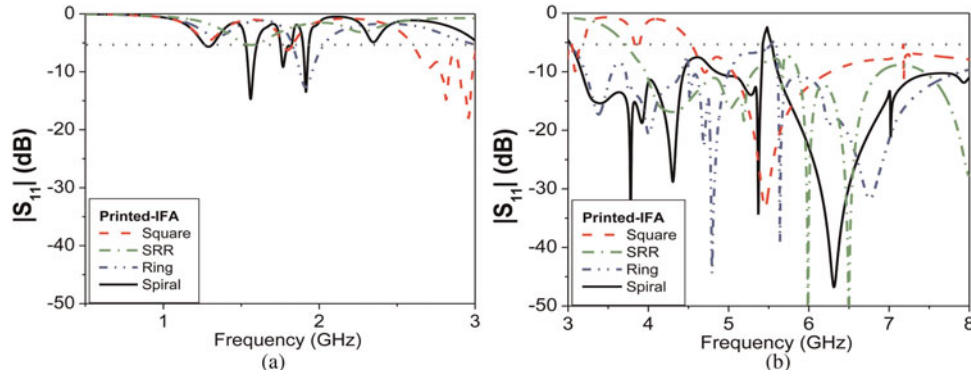 0
-10
-20
-30
-40
-50
|S11| (dB)
Printed-IFA
Square
SRR
Ring
Spiral
1
2
3
Frequency (GHz)
(a)
0
-10
-20
-30
-40
-50
|S11| (dB)
Printed-IFA
Square
SRR
Ring
Spiral
3
4
5
6
7
8
Frequency (GHz)
(b)